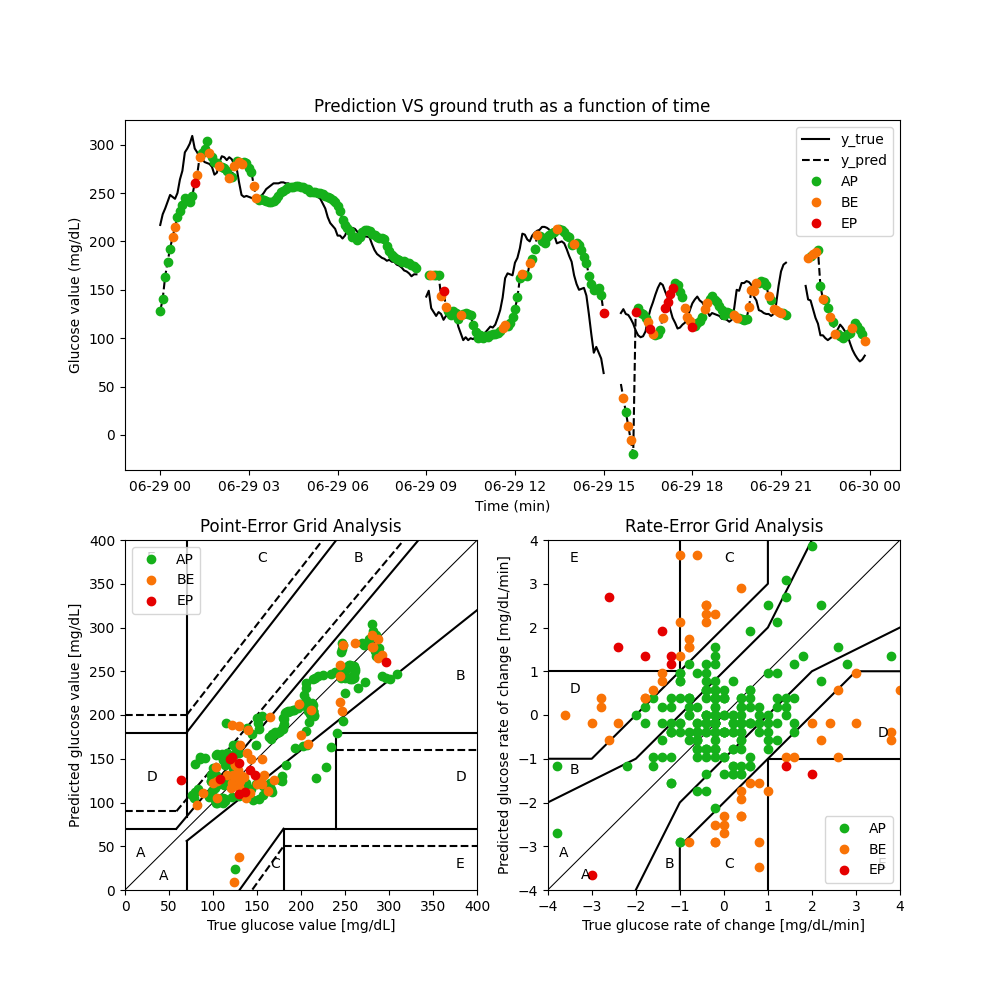 Prediction VS ground truth as a function of time
Glucose value (mg/dL)
300
250
200
150
100
50
0
y_true
y_pred
AP
BE
EP
06-29 00 06-29 03 06-29 06 06-29 09 06-29 12 06-29 15 06-29 18 06-29 21 06-30 00
Time (min)
Point-Error Grid Analysis
Predicted glucose value [mg/dL]
400
350
300
250
200
150
100
50
0
AP
BE
EP
C B
B
D D
A
A C E
0 50 100 150 200 250 300 350 400
True glucose value [mg/dL]
Rate-Error Grid Analysis
Predicted glucose rate of change [mg/dL/min]
4
3
2
1
0
−1
−2
−3
−4
E C
D
D
B
A
A B C
AP
BE
EP
−4 −3 −2 −1 0 1 2 3 4
True glucose rate of change [mg/dL/min]